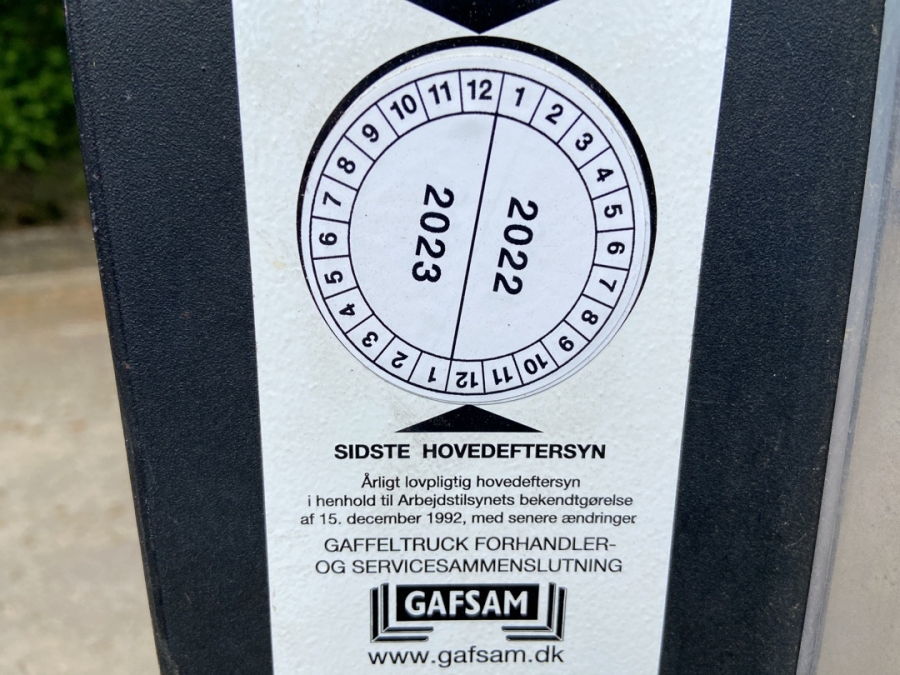 1 2 3 4 5 6 7 8 9 10 11 12
2022
1 2 3 4 5 6 7 8 9 10 11 12
2023
SIDSTE HOVEDEFTERSYN
Årligt lovpligtig hovedeftersyn
i henhold til Arbejdstilsynets bekendtgørelse
af 15. december 1992, med senere ændringer
GAFFELTRUCK FORHANDLER-
OG SERVICESAMMENSLUTNING
GAFSAM
www.gafsam.dk